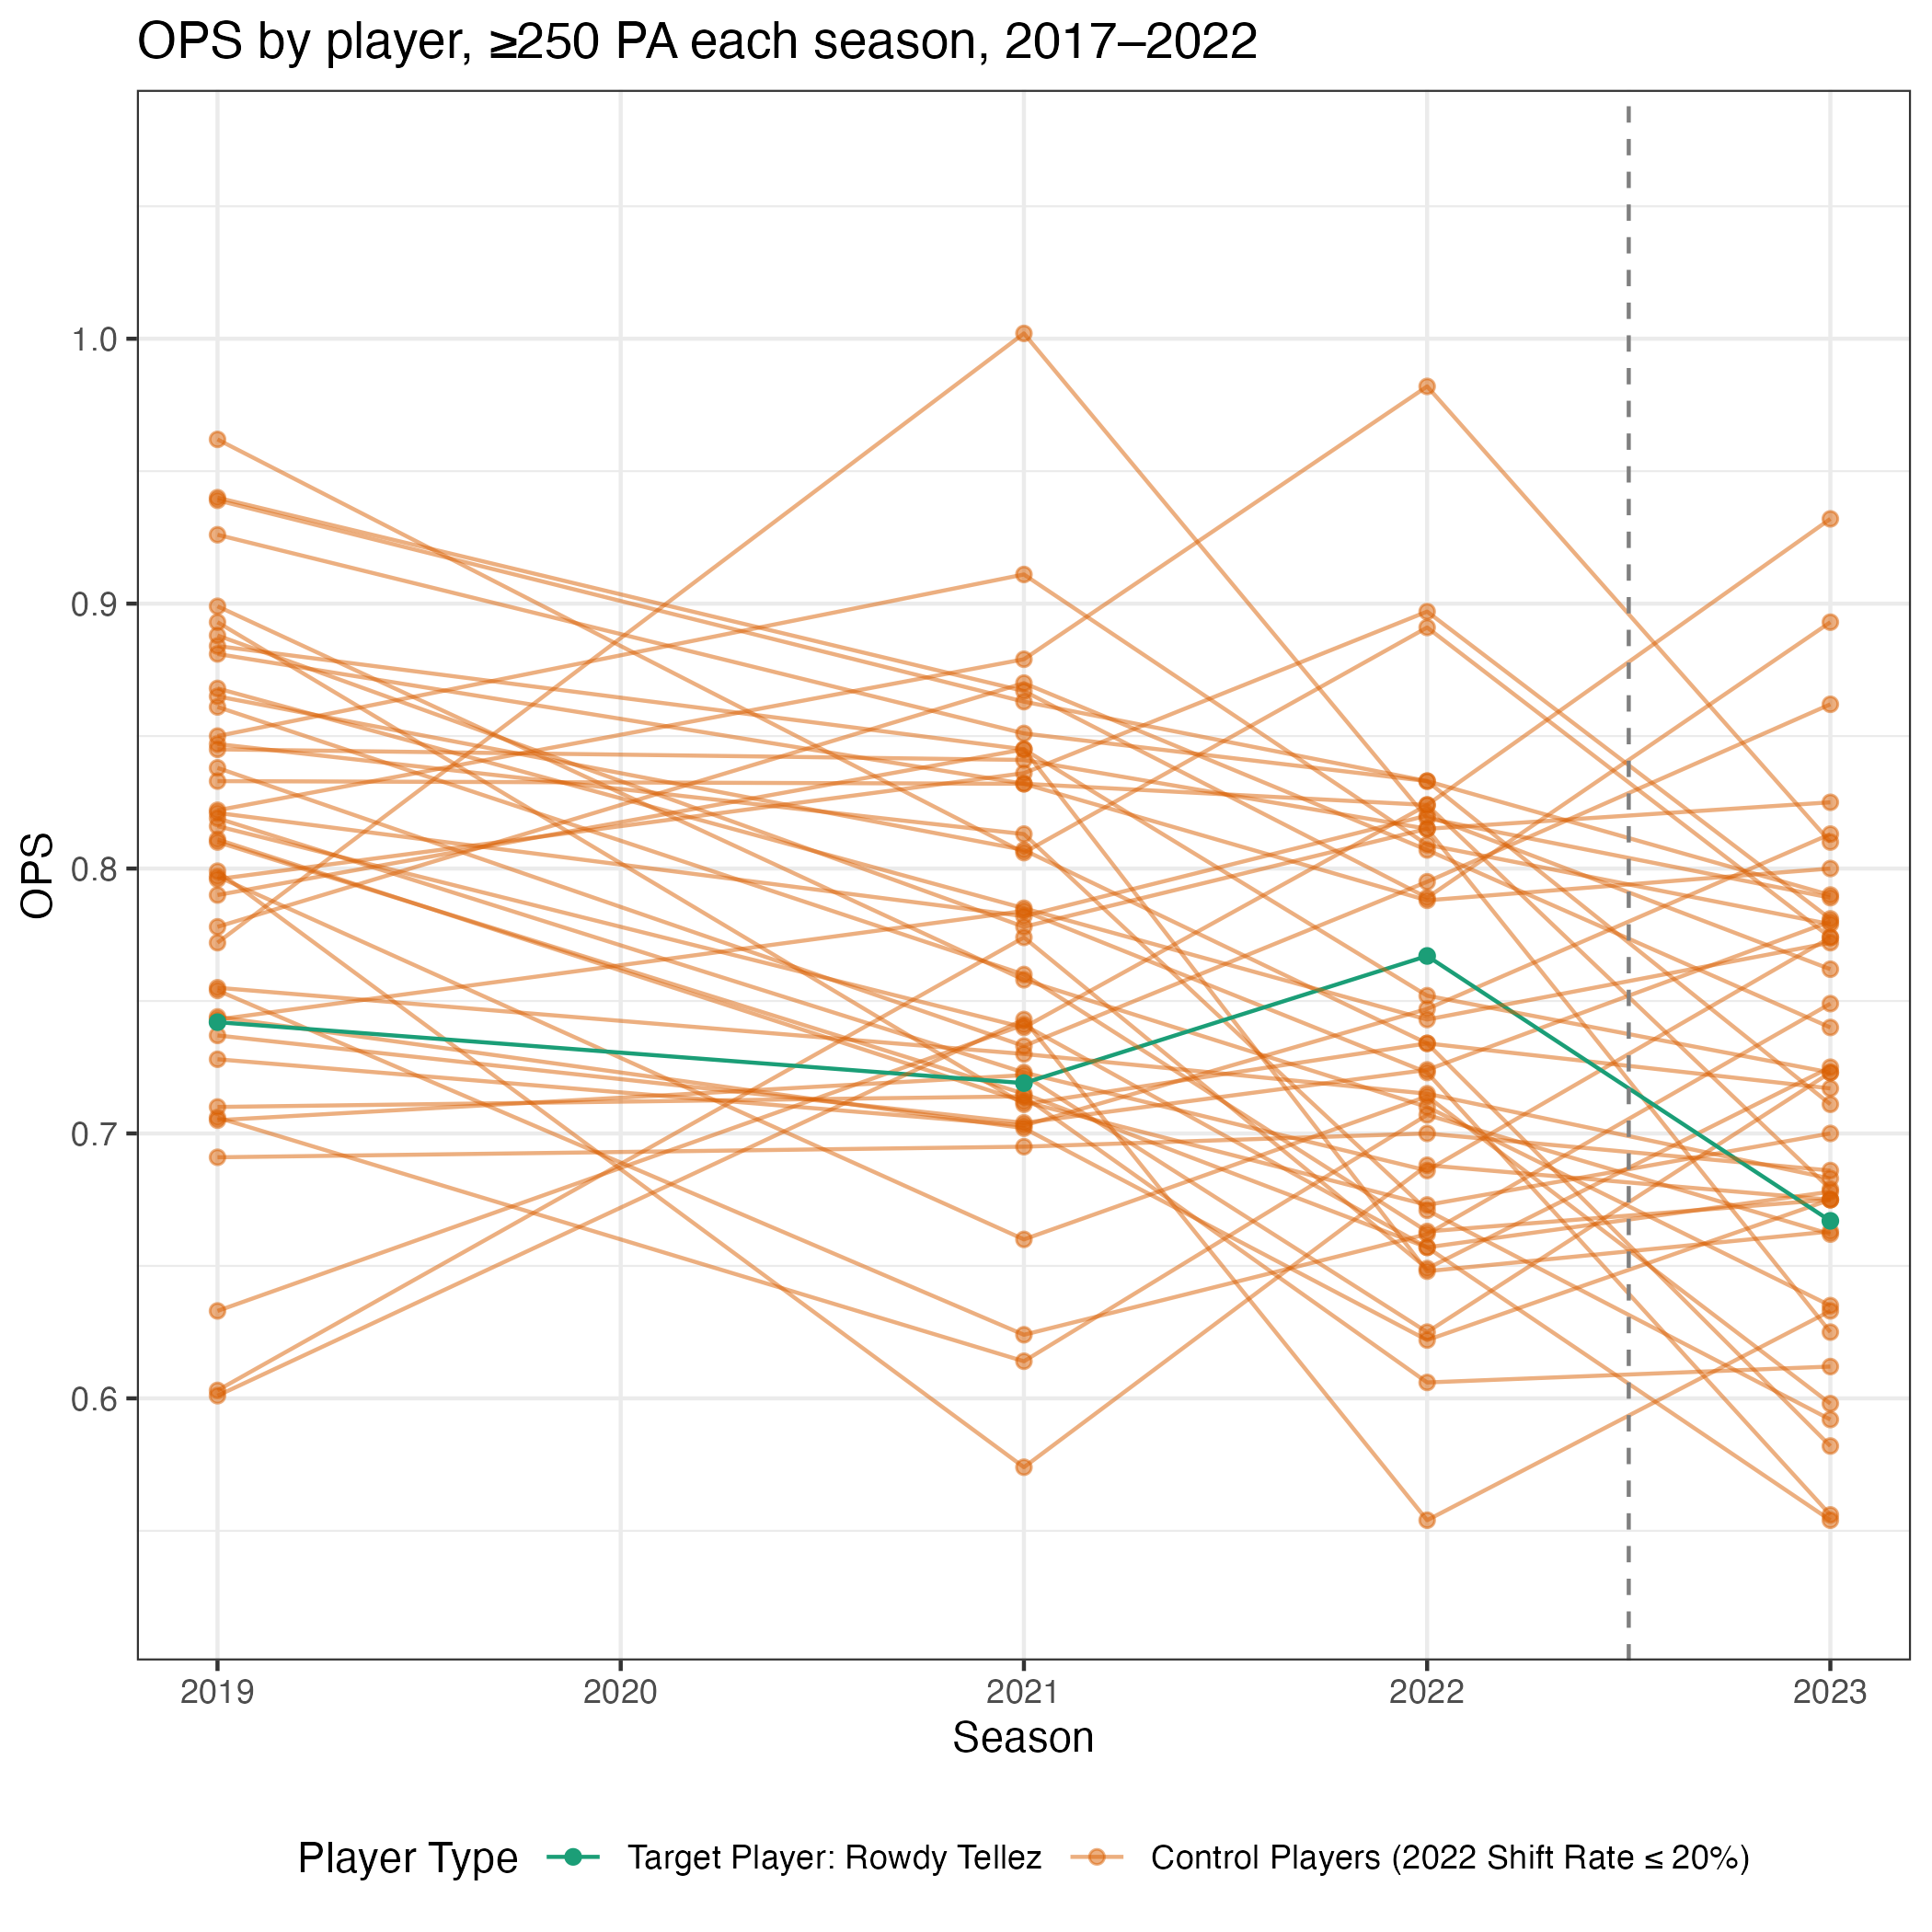 OPS by player, ≥250 PA each season, 2017–2022
OPS
1.0
0.9
0.8
0.7
0.6
2019 2020 2021 2022 2023
Season
Player Type Target Player: Rowdy Tellez Control Players (2022 Shift Rate ≤ 20%)